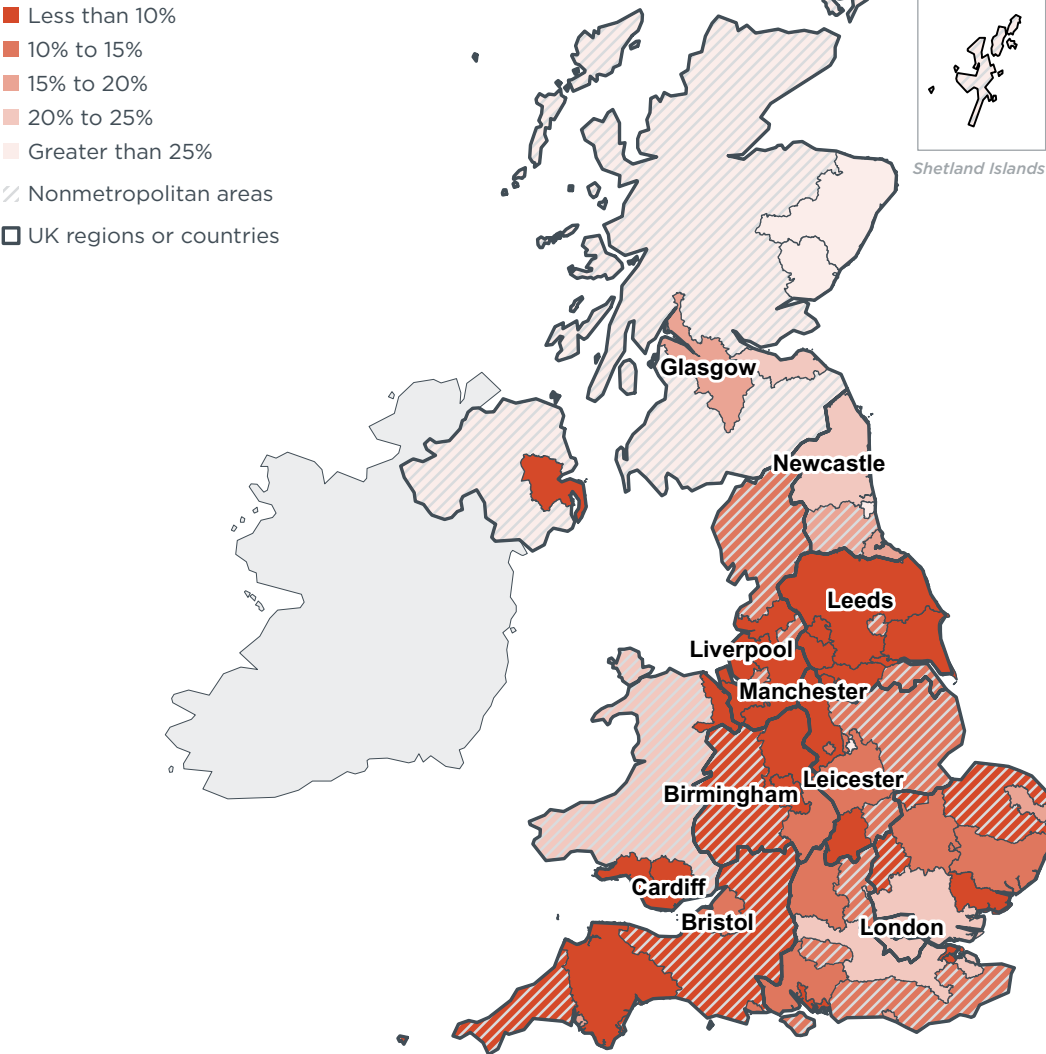 Less than 10%
10% to 15%
15% to 20%
20% to 25%
Greater than 25%
Nonmetropolitan areas
UK regions or countries
Shetland Islands
Glasgow
Newcastle
Leeds
Liverpool
Manchester
Leicester
Birmingham
Cardiff
Bristol
London